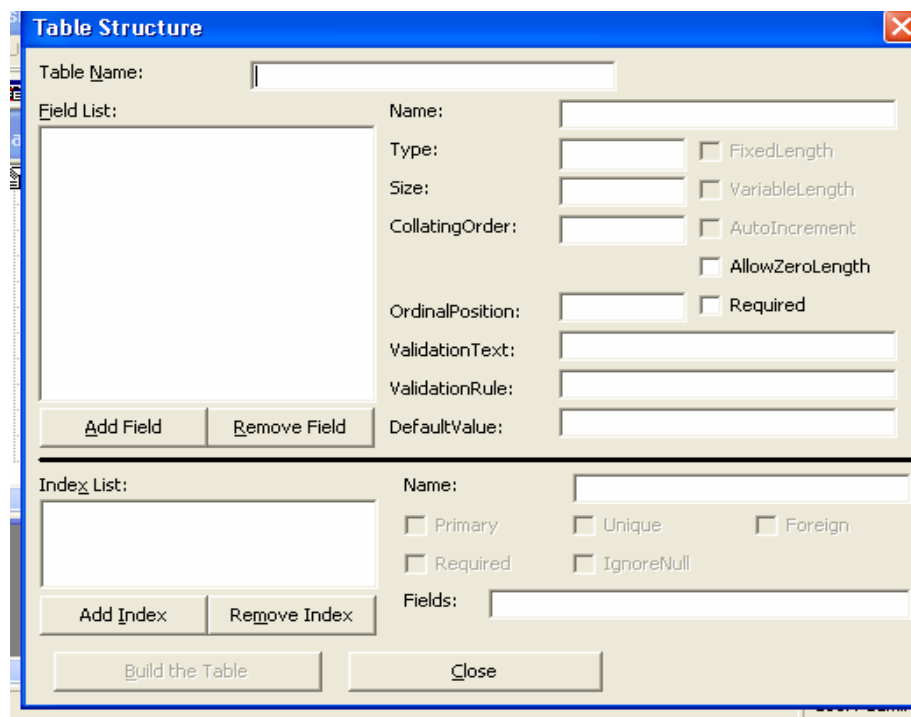 Table Structure
Table Name:
Field List:
Name:
Type:
FixedLength
Size:
VariableLength
CollatingOrder:
AutoIncrement
AllowZeroLength
OrdinalPosition:
Required
ValidationText:
ValidationRule:
Add Field
Remove Field
DefaultValue:
Index List:
Name:
Primary
Unique
Foreign
Required
IgnoreNull
Add Index
Remove Index
Fields:
Build the Table
Close